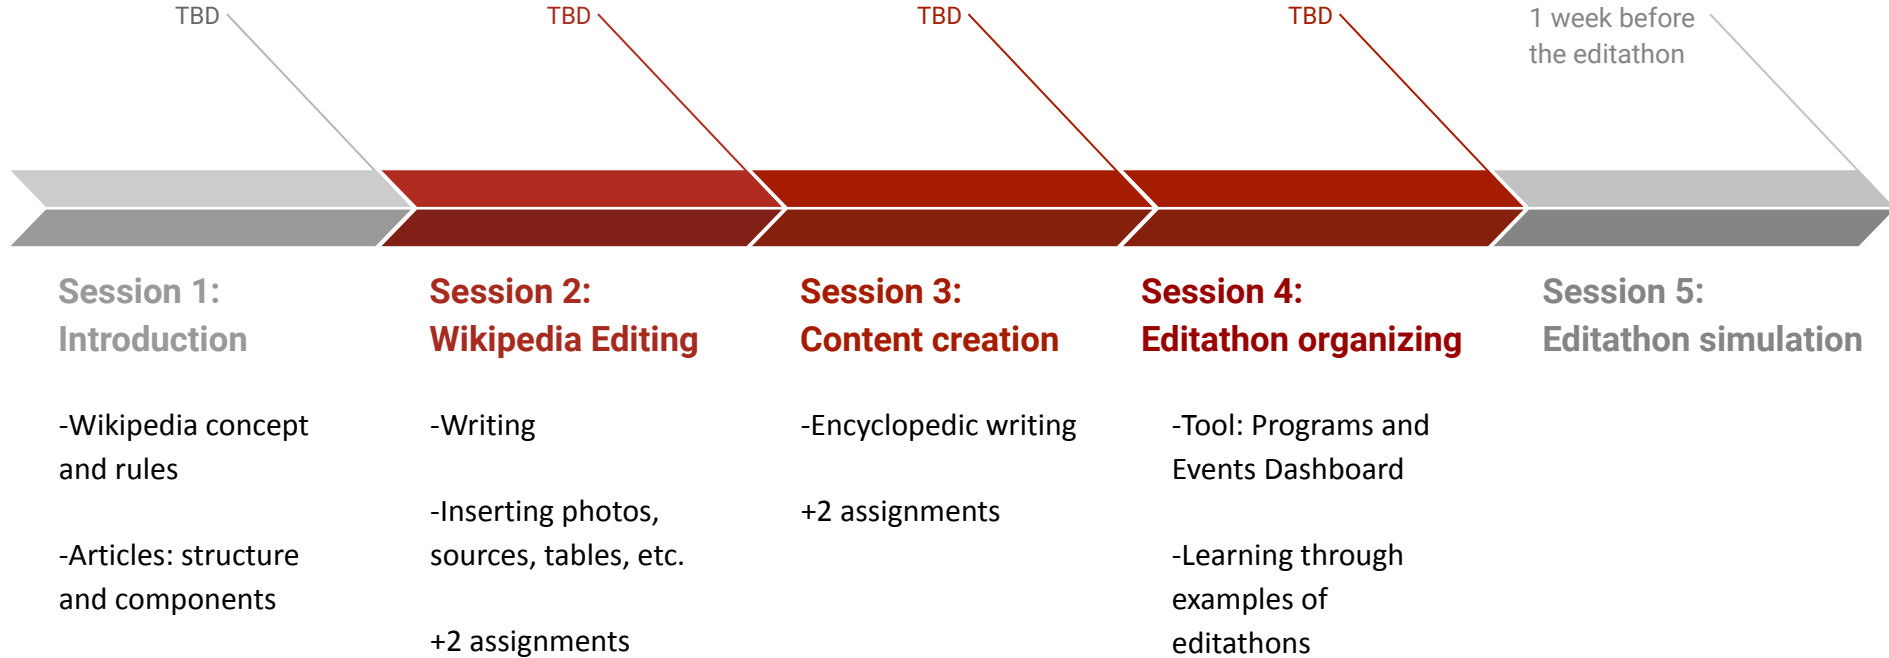 TBD
TBD
TBD
TBD
1 week before
the editathon
Session 1:
Introduction
-Wikipedia concept
and rules
-Articles: structure
and components
Session 2:
Wikipedia Editing
-Writing
-Inserting photos,
sources, tables, etc.
+2 assignments
Session 3:
Content creation
-Encyclopedic writing
+2 assignments
Session 4:
Editathon organizing
-Tool: Programs and
Events Dashboard
-Learning through
examples of
editathons
Session 5:
Editathon simulation